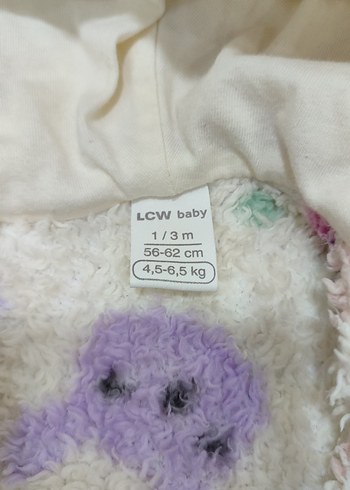 LCW baby
1 / 3 m
56-62 cm
4,5-6,5 kg